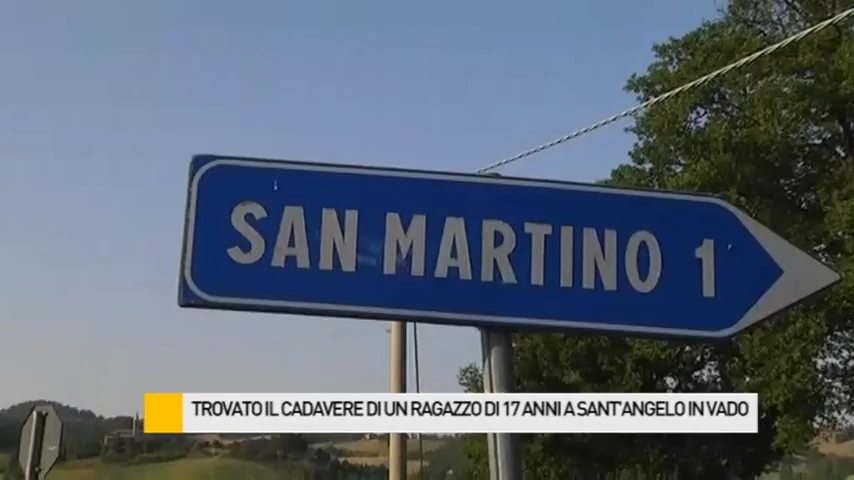 SAN MARTINO 1
TROVATO IL CADAVERE DI UN RAGAZZO DI 17 ANNI A SANT'ANGELO IN VADO